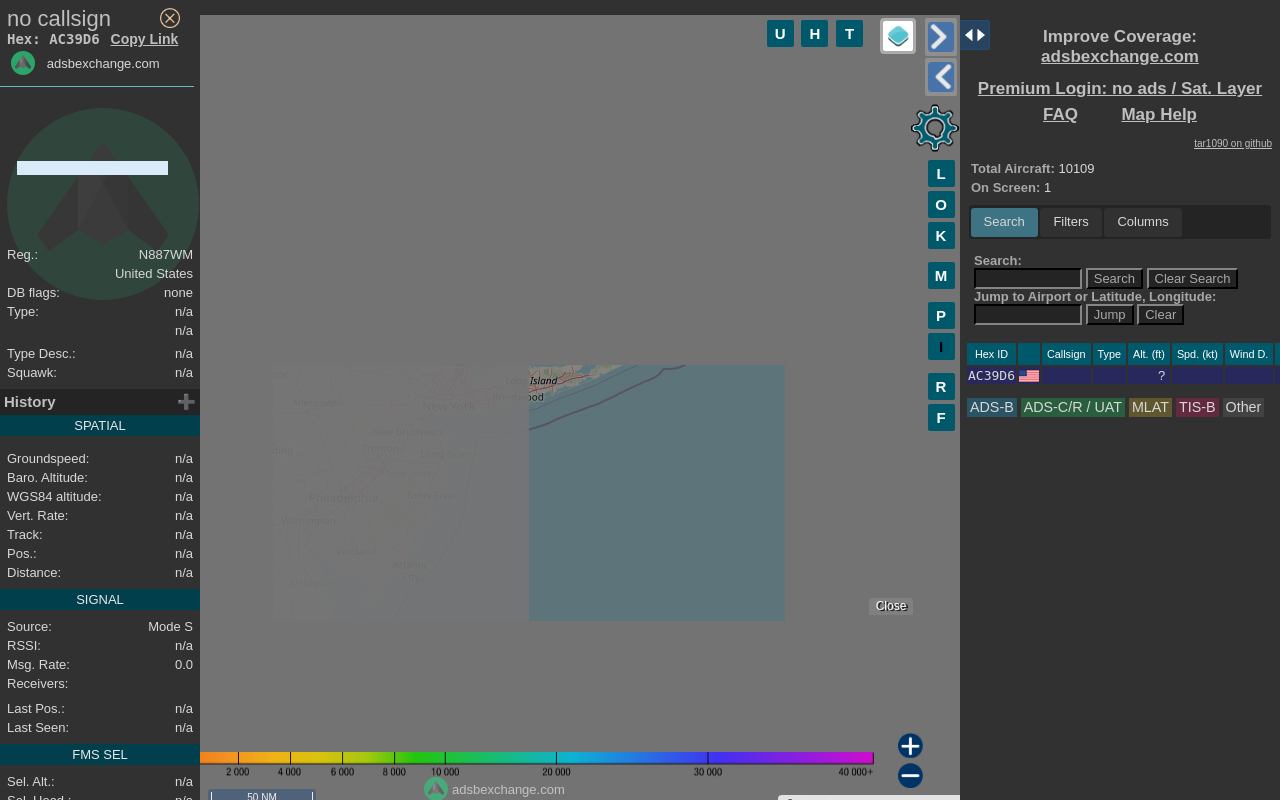 no callsign
Hex: AC39D6 Copy Link
adsbexchange.com
Reg.: N887WM
United States
DB flags: none
Type: n/a
n/a
Type Desc.: n/a
Squawk: n/a
History
SPATIAL
Groundspeed: n/a
Baro. Altitude: n/a
WGS84 altitude: n/a
Vert. Rate: n/a
Track: n/a
Pos.: n/a
Distance: n/a
SIGNAL
Source: Mode S
RSSI: n/a
Msg. Rate: 0.0
Receivers:
Last Pos.: n/a
Last Seen: n/a
FMS SEL
Sel. Alt.: n/a
U H T
L
O
K
M
P
I
R
F
Island
Philadelphia
Close
2 000 4 000 6 000 8 000 10 000 20 000 30 000 40 000+
adsbexchange.com
50 NM
Improve Coverage:
adsbexchange.com
Premium Login: no ads / Sat. Layer
FAQ Map Help
tar1090 on github
Total Aircraft: 10109
On Screen: 1
Search Filters Columns
Search:
Search Clear Search
Jump to Airport or Latitude, Longitude:
Jump Clear
Hex ID Callsign Type Alt. (ft) Spd. (kt) Wind D.
AC39D6 ?
ADS-B ADS-C/R / UAT MLAT TIS-B Other